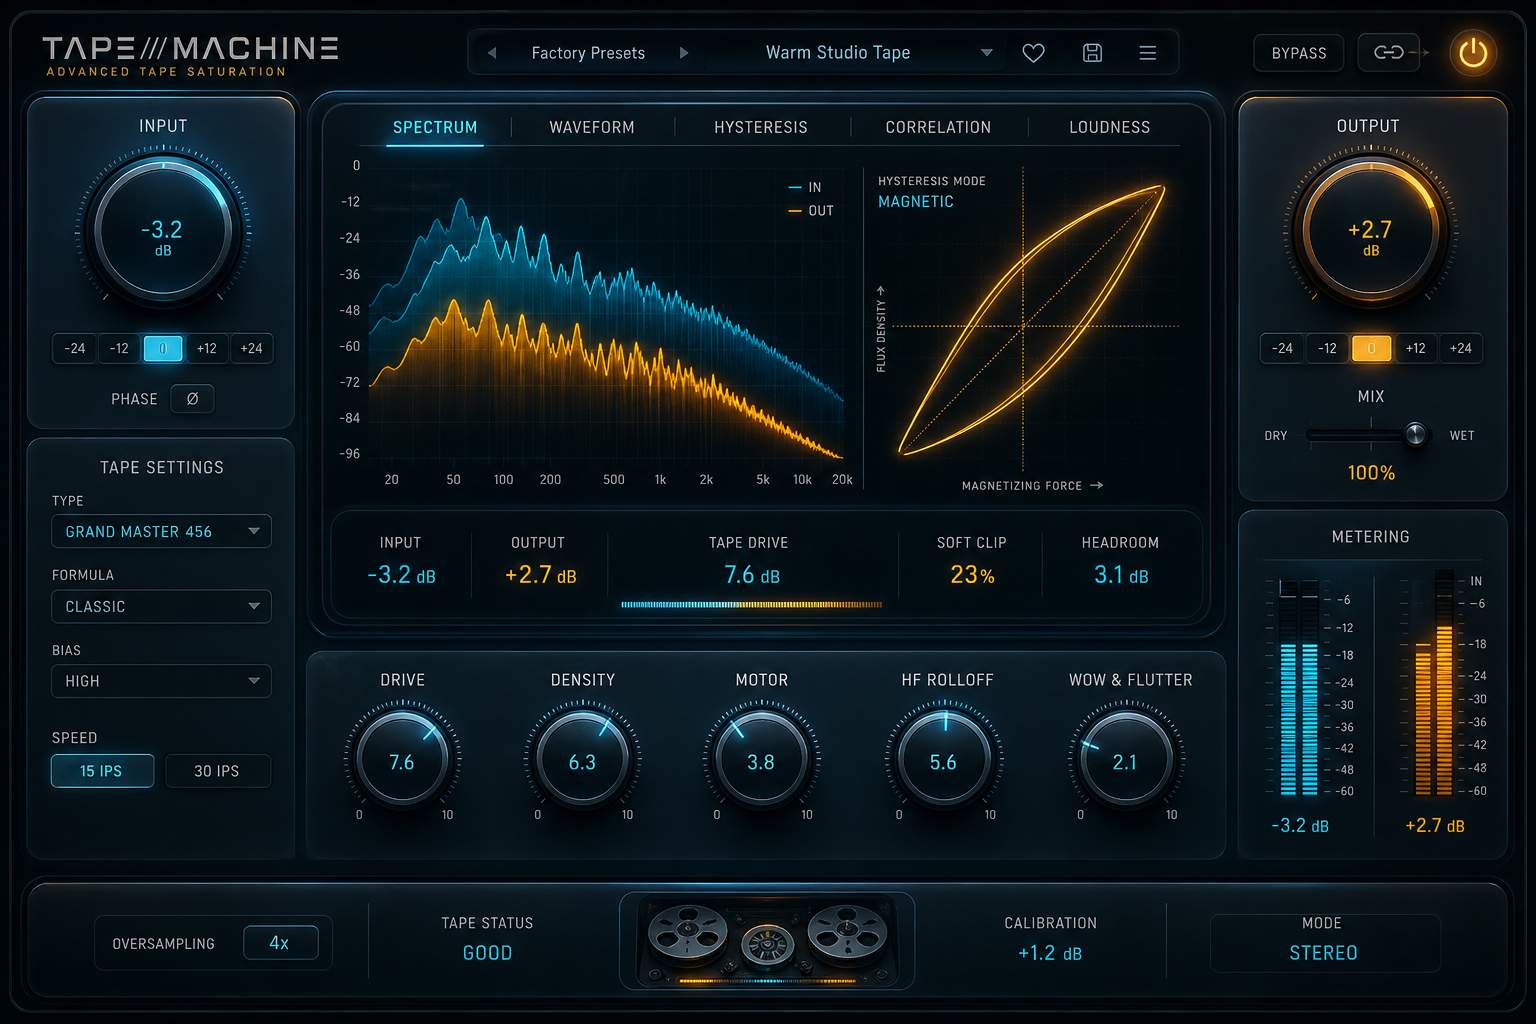 TAPE///MACHINE
ADVANCED TAPE SATURATION
Factory Presets
Warm Studio Tape
BYPASS
INPUT
-3.2
dB
-24 -12 0 +12 +24
PHASE Ø
TAPE SETTINGS
TYPE
GRAND MASTER 456
FORMULA
CLASSIC
BIAS
HIGH
SPEED
15 IPS 30 IPS
SPECTRUM WAVEFORM HYSTERESIS CORRELATION LOUDNESS
0
-12
-24
-36
-48
-60
-72
-84
-96
IN
OUT
20 50 100 200 500 1k 2k 5k 10k 20k
HYSTERESIS MODE
MAGNETIC
FLUX DENSITY →
MAGNETIZING FORCE →
INPUT
-3.2 dB
OUTPUT
+2.7 dB
TAPE DRIVE
7.6 dB
SOFT CLIP
23%
HEADROOM
3.1 dB
DRIVE
7.6
0 10
DENSITY
6.3
0 10
MOTOR
3.8
0 10
HF ROLLOFF
5.6
0 10
WOW & FLUTTER
2.1
0 10
OUTPUT
+2.7
dB
-24 -12 0 +12 +24
MIX
DRY WET
100%
METERING
-6
-12
-18
-24
-30
-36
-42
-48
-60
-3.2 dB
IN
-6
-18
-24
-30
-36
-42
-48
-60
+2.7 dB
OVERSAMPLING 4x
TAPE STATUS
GOOD
CALIBRATION
+1.2 dB
MODE
STEREO